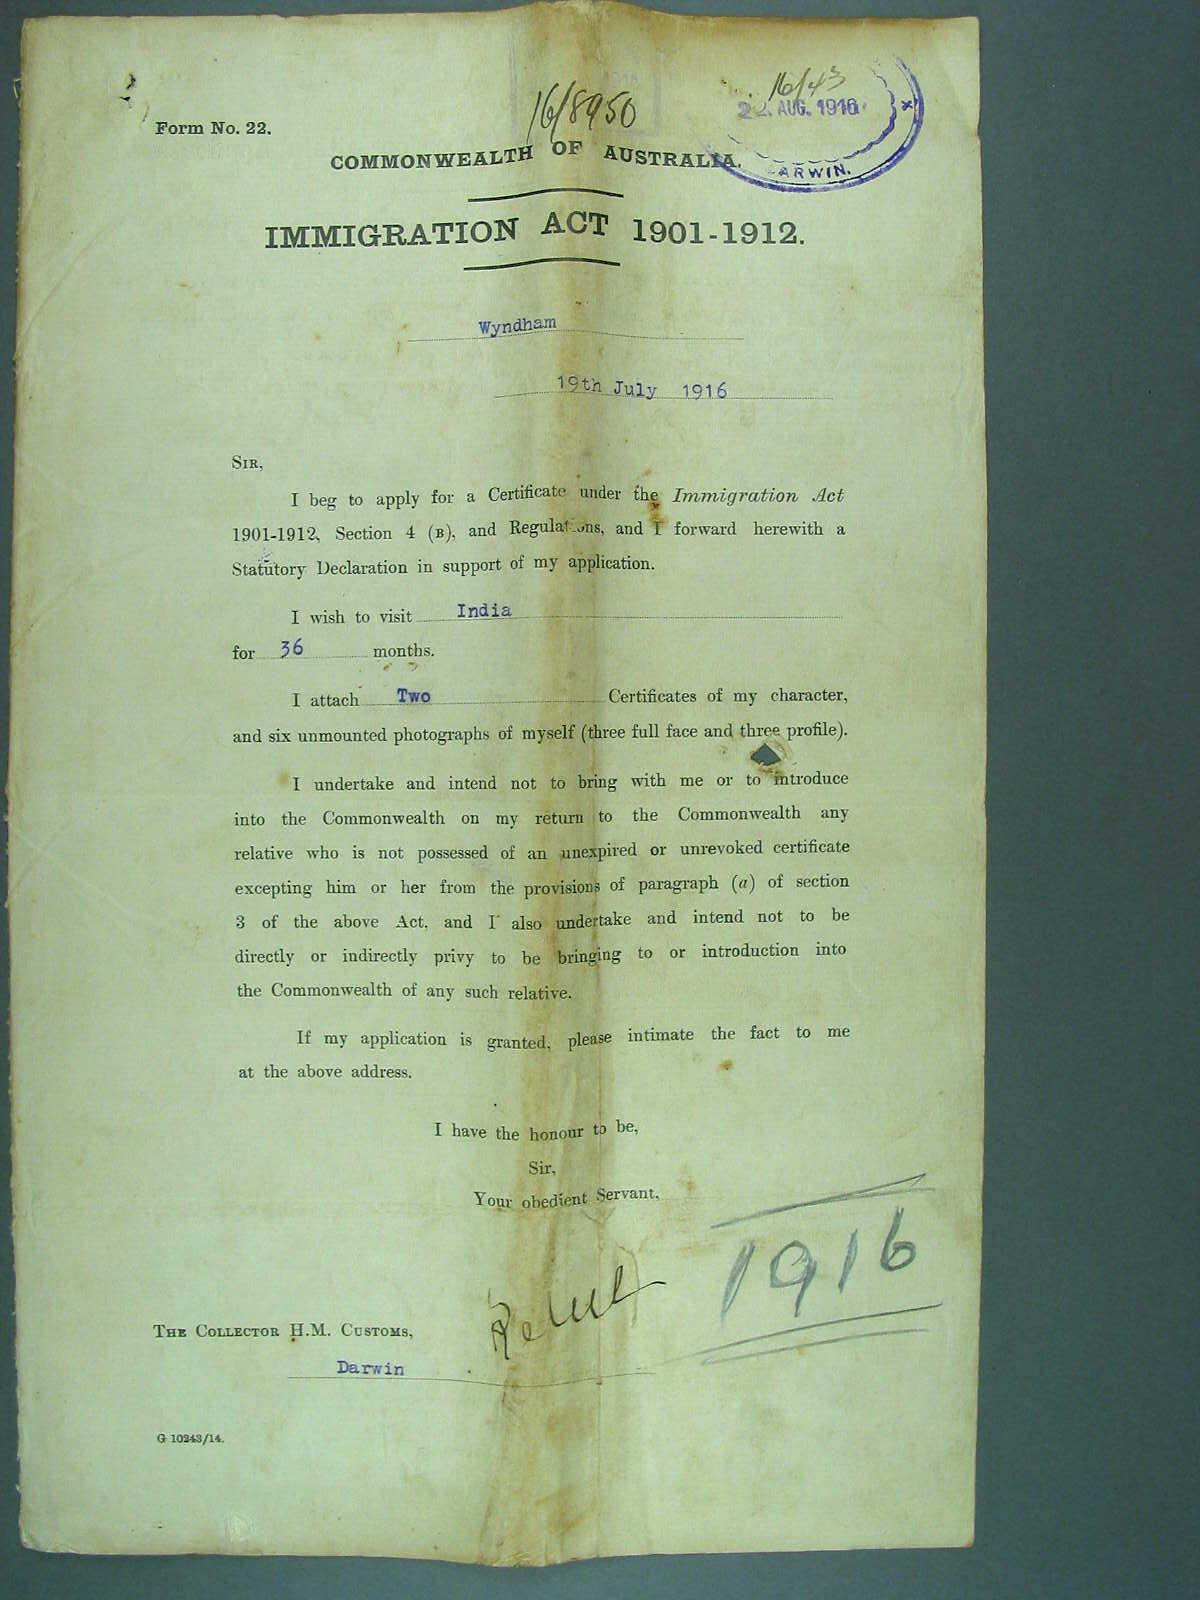 16/8950
16/43
22. AUG. 1916
DARWIN.
Form No. 22.
COMMONWEALTH OF AUSTRALIA.
IMMIGRATION ACT 1901-1912.
Wyndham
19th July 1916
SIR,
I beg to apply for a Certificate under the Immigration Act
1901-1912, Section 4 (B), and Regulations, and I forward herewith a
Statutory Declaration in support of my application.
I wish to visit India
for 36 months.
I attach Two Certificates of my character,
and six unmounted photographs of myself (three full face and three profile).
I undertake and intend not to bring with me or to introduce
into the Commonwealth on my return to the Commonwealth any
relative who is not possessed of an unexpired or unrevoked certificate
excepting him or her from the provisions of paragraph (a) of section
3 of the above Act, and I also undertake and intend not to be
directly or indirectly privy to be bringing to or introduction into
the Commonwealth of any such relative.
If my application is granted, please intimate the fact to me
at the above address.
I have the honour to be,
Sir,
Your obedient Servant,
1916
THE COLLECTOR H.M. CUSTOMS,
Darwin
G 10243/14.